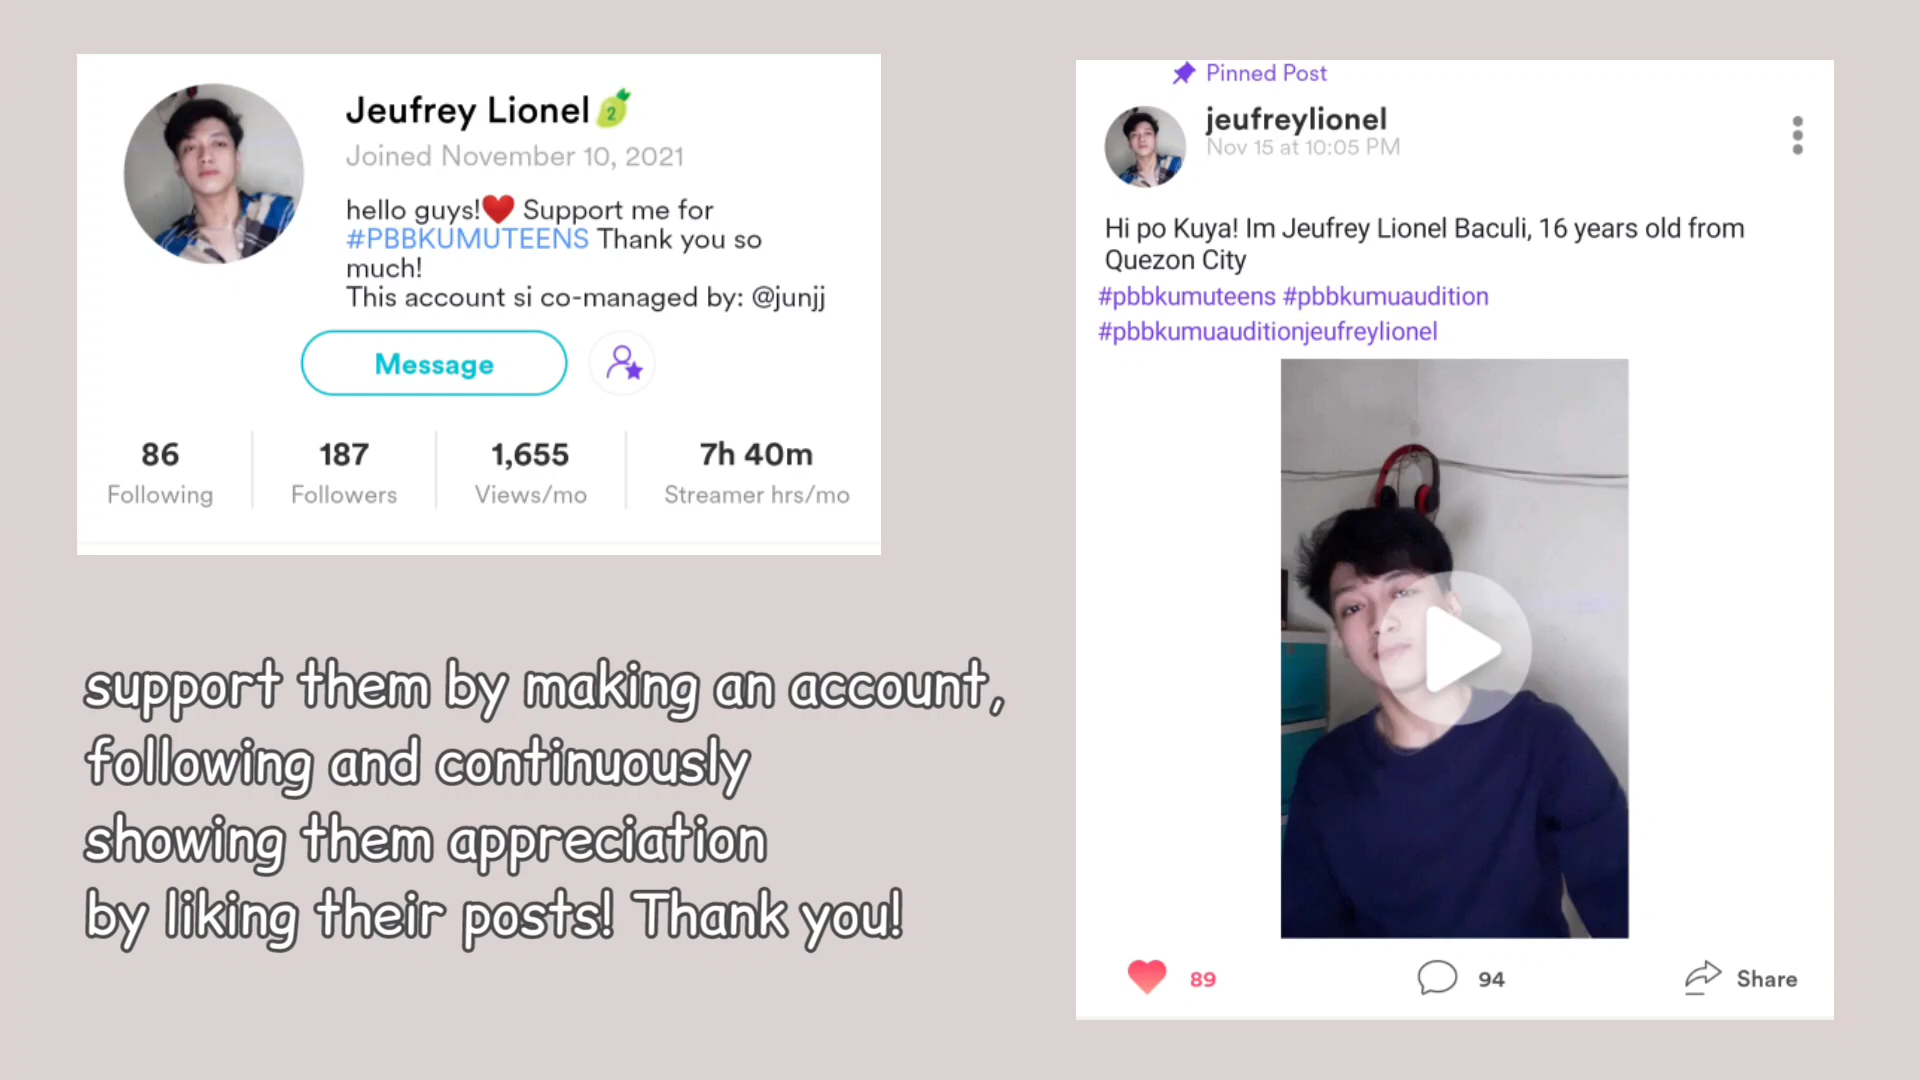 Jeufrey Lionel
2
Joined November 10, 2021
hello guys!❤️ Support me for
#PBBKUMUTEENS Thank you so
much!
This account si co-managed by: @junjj
Message
86
Following
187
Followers
1,655
Views/mo
7h 40m
Streamer hrs/mo
support them by making an account,
following and continuously
showing them appreciation
by liking their posts! Thank you!
Pinned Post
jeufreylionel
Nov 15 at 10:05 PM
Hi po Kuya! Im Jeufrey Lionel Baculi, 16 years old from
Quezon City
#pbbkumuteens #pbbkumuaudition
#pbbkumuauditionjeufreylionel
89
94
Share